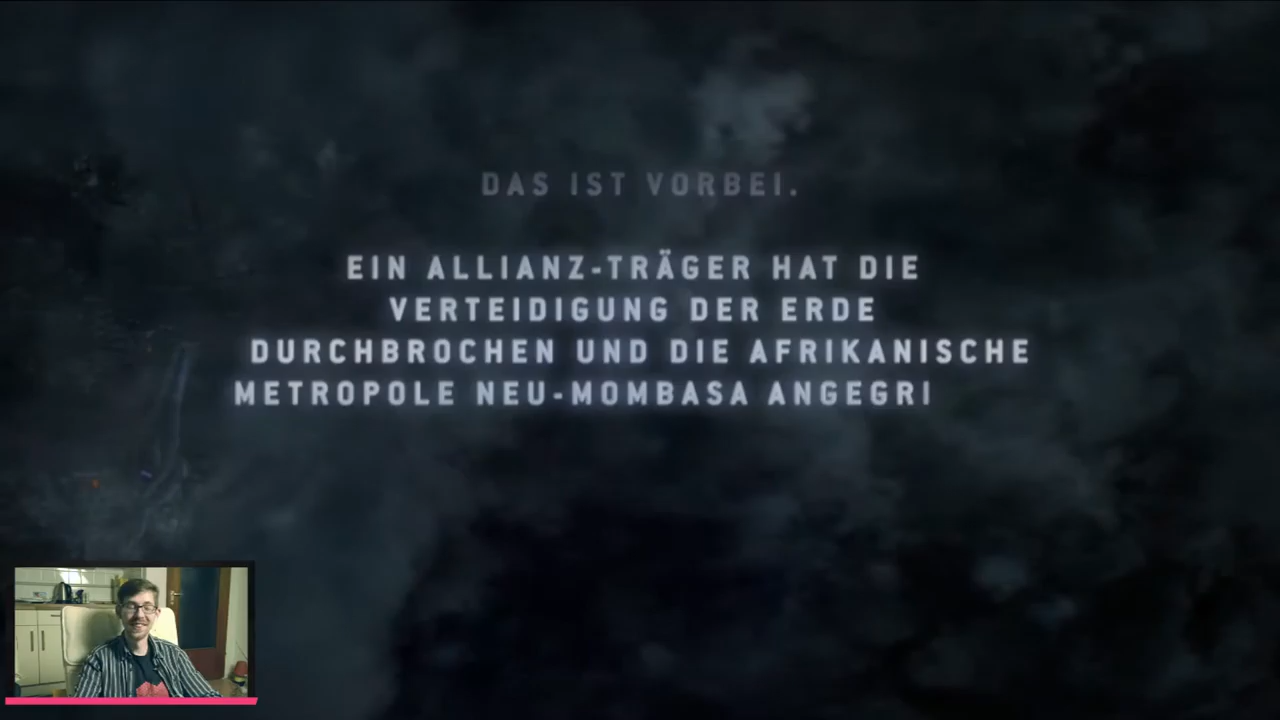 DAS IST VORBEI.
EIN ALLIANZ-TRÄGER HAT DIE
VERTEIDIGUNG DER ERDE
DURCHBROCHEN UND DIE AFRIKANISCHE
METROPOLE NEU-MOMBASA ANGEGRI